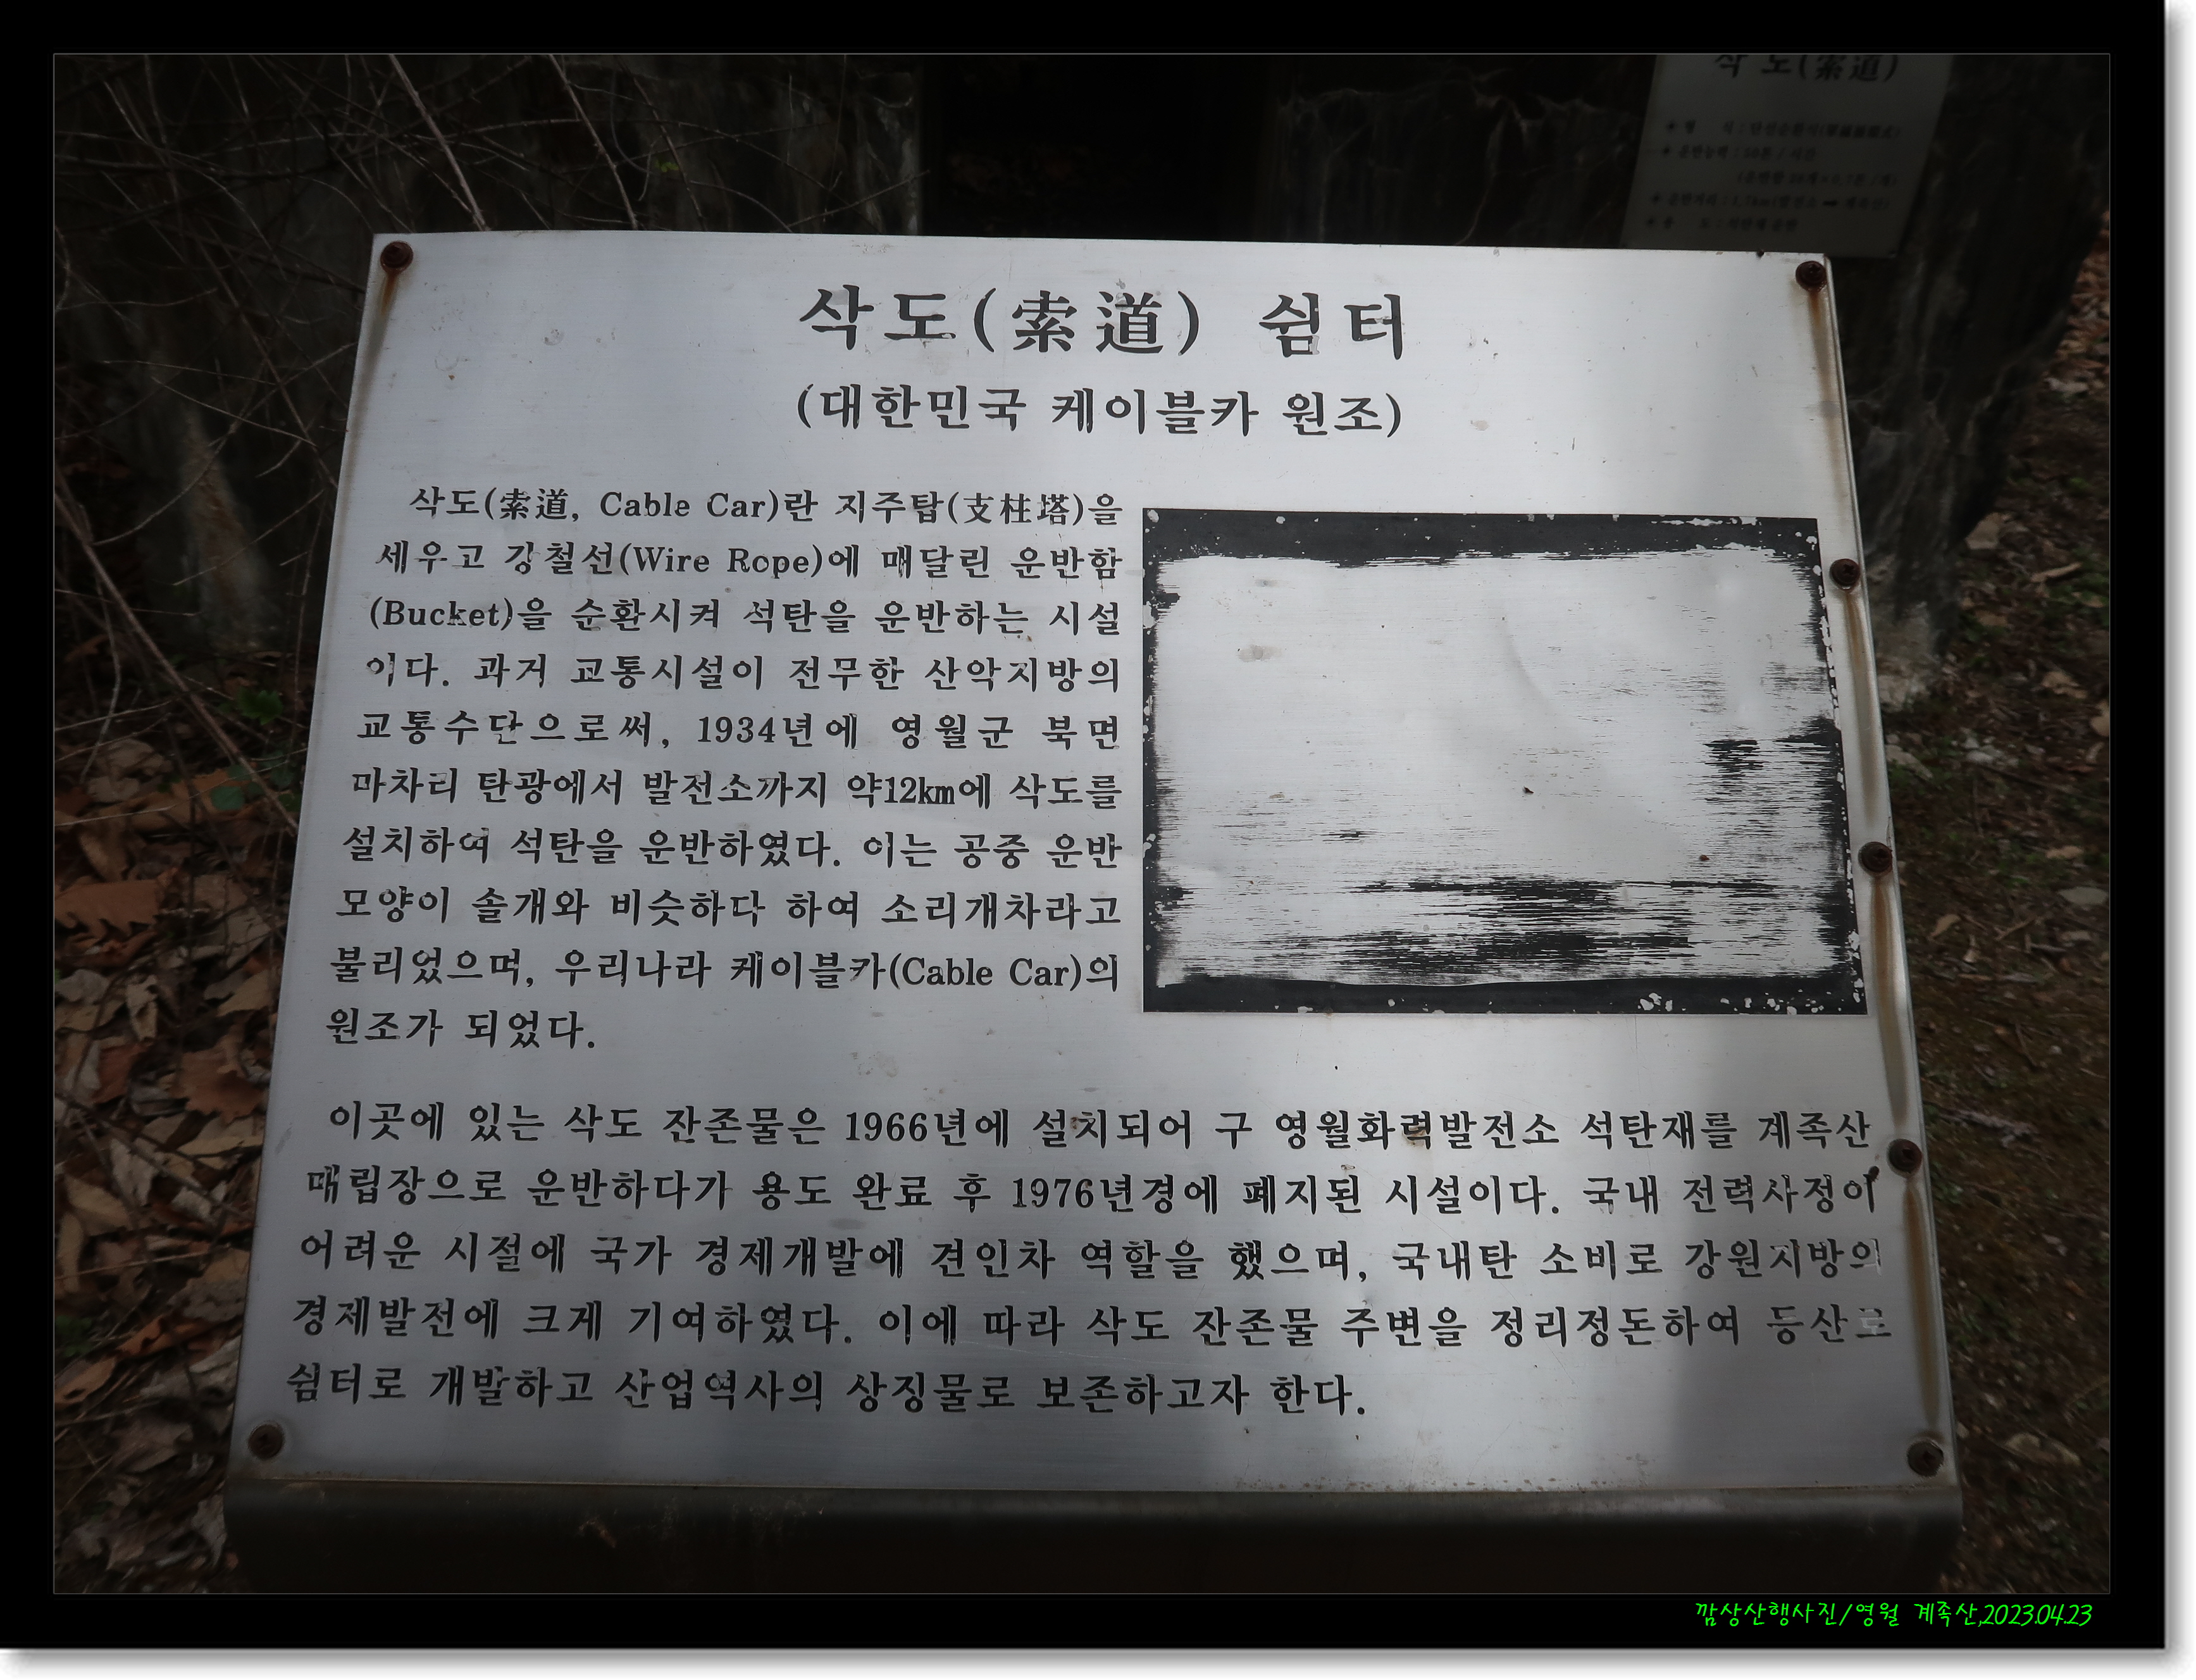 삭도(索道)
삭도(索道) 쉼터
(대한민국 케이블카 원조)
삭도(索道, Cable Car)란 지주탑(支柱塔)을
세우고 강철선(Wire Rope)에 매달린 운반함
(Bucket)을 순환시켜 석탄을 운반하는 시설
이다. 과거 교통시설이 전무한 산악지방의
교통수단으로써, 1934년에 영월군 북면
마차리 탄광에서 발전소까지 약12km에 삭도를
설치하여 석탄을 운반하였다. 이는 공중 운반
모양이 솔개와 비슷하다 하여 소리개차라고
불리었으며, 우리나라 케이블카(Cable Car)의
원조가 되었다.
이곳에 있는 삭도 잔존물은 1966년에 설치되어 구 영월화력발전소 석탄재를 계족산
매립장으로 운반하다가 용도 완료 후 1976년경에 폐지된 시설이다. 국내 전력사정이
어려운 시절에 국가 경제개발에 견인차 역할을 했으며, 국내탄 소비로 강원지방의
경제발전에 크게 기여하였다. 이에 따라 삭도 잔존물 주변을 정리정돈하여 등산로
쉼터로 개발하고 산업역사의 상징물로 보존하고자 한다.
깜상산행사진/영월 계족산,2023.04.23